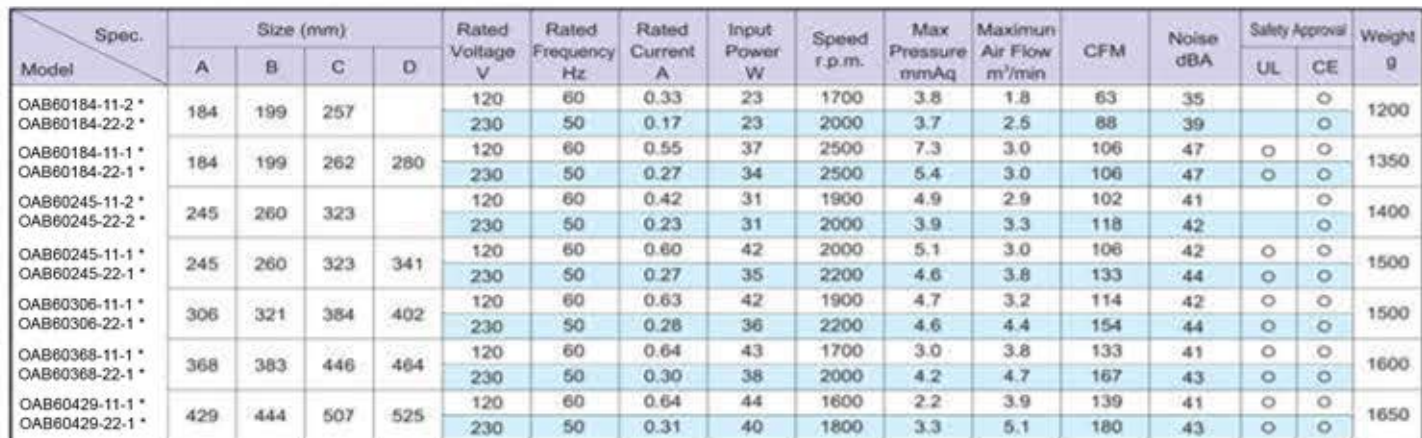 Spec. Size (mm) Rated Voltage V Rated Frequency Hz Rated Current A Input Power W Speed r.p.m. Max Pressure mmAq Maximun Air Flow m³/min CFM Noise dBA Safety Approval Weight g
Model A B C D UL CE
OAB60184-11-2 * 184 199 257 120 60 0.33 23 1700 3.8 1.8 63 35 O 1200
OAB60184-22-2 * 230 50 0.17 23 2000 3.7 2.5 88 39 O
OAB60184-11-1 * 184 199 262 280 120 60 0.55 37 2500 7.3 3.0 106 47 O O 1350
OAB60184-22-1 * 230 50 0.27 34 2500 5.4 3.0 106 47 O O
OAB60245-11-2 * 245 260 323 120 60 0.42 31 1900 4.9 2.9 102 41 O 1400
OAB60245-22-2 * 230 50 0.23 31 2000 3.9 3.3 118 42 O
OAB60245-11-1 * 245 260 323 341 120 60 0.60 42 2000 5.1 3.0 106 42 O O 1500
OAB60245-22-1 * 230 50 0.27 35 2200 4.6 3.8 133 44 O O
OAB60306-11-1 * 306 321 384 402 120 60 0.63 42 1900 4.7 3.2 114 42 O O 1500
OAB60306-22-1 * 230 50 0.28 36 2200 4.6 4.4 154 44 O O
OAB60368-11-1 * 368 383 446 464 120 60 0.64 43 1700 3.0 3.8 133 41 O O 1600
OAB60368-22-1 * 230 50 0.30 38 2000 4.2 4.7 167 43 O O
OAB60429-11-1 * 429 444 507 525 120 60 0.64 44 1600 2.2 3.9 139 41 O O 1650
OAB60429-22-1 * 230 50 0.31 40 1800 3.3 5.1 180 43 O O